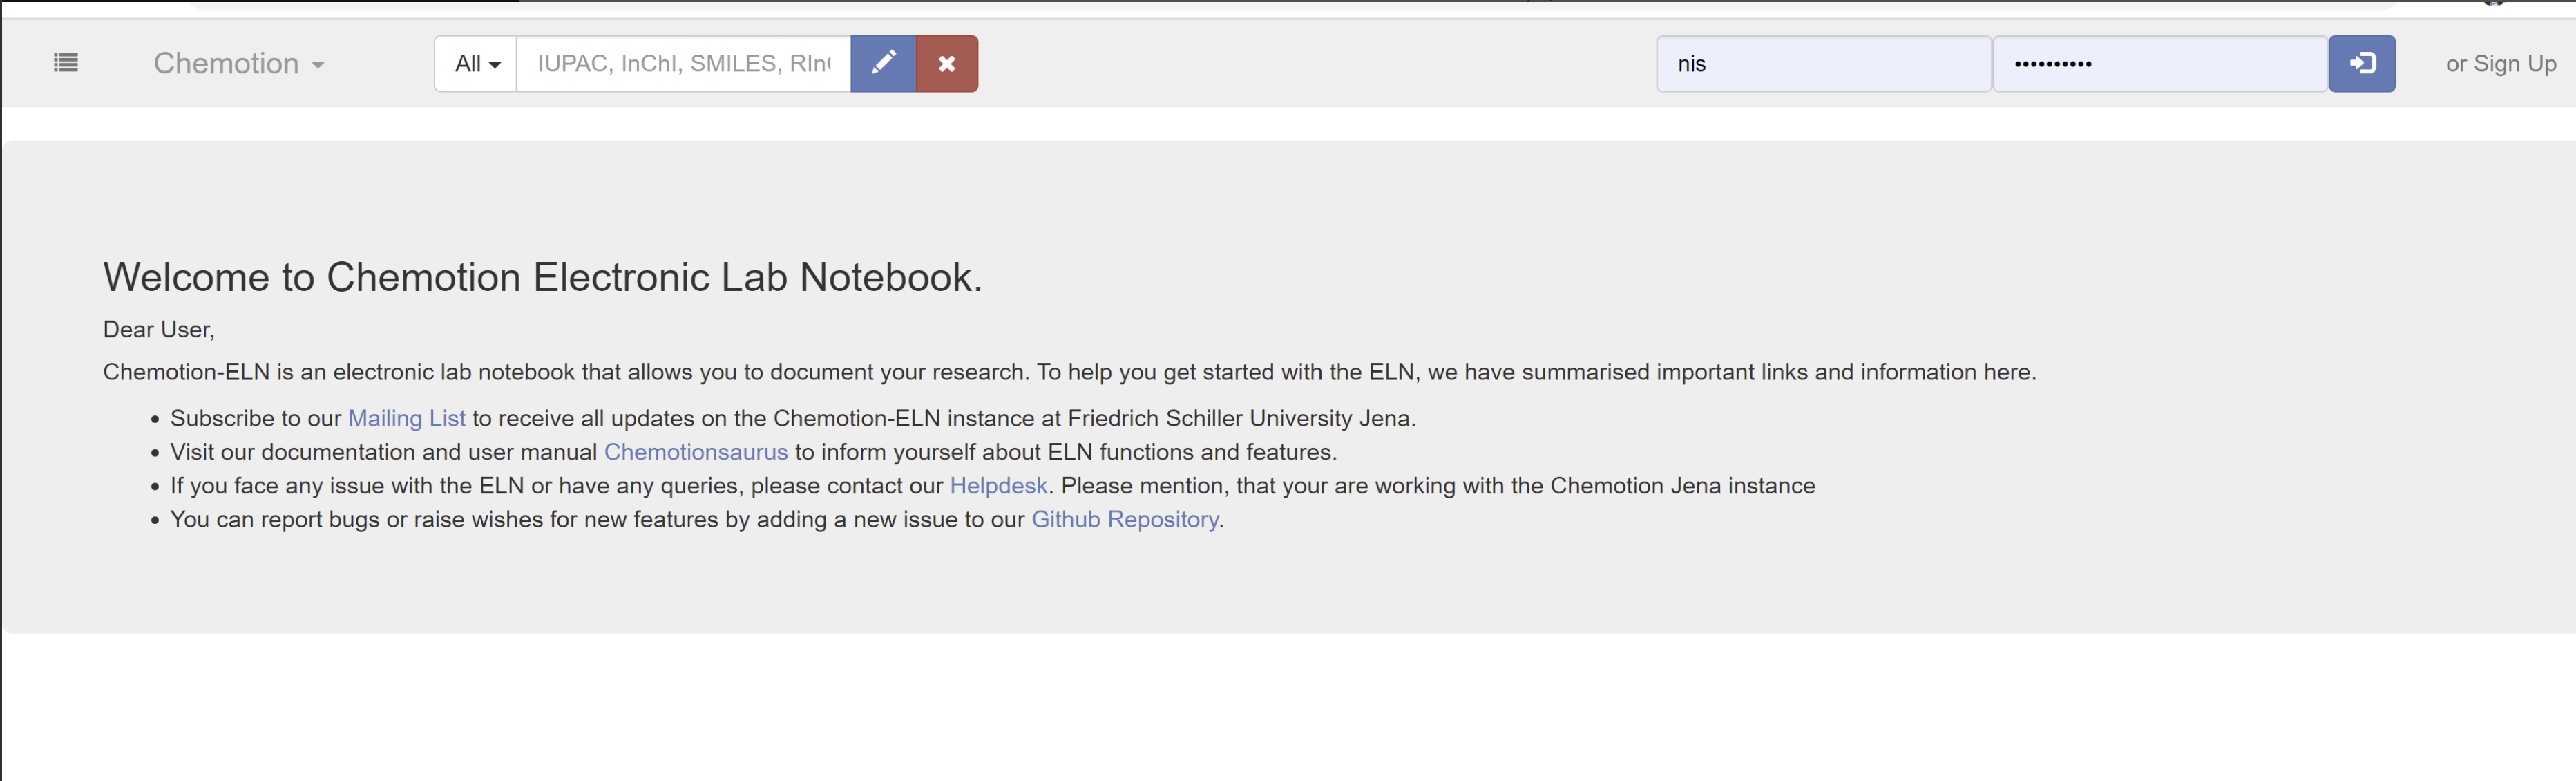 Chemotion
All
IUPAC, InChI, SMILES, RInC
nis
••••••••••
or Sign Up
Welcome to Chemotion Electronic Lab Notebook.
Dear User,
Chemotion-ELN is an electronic lab notebook that allows you to document your research. To help you get started with the ELN, we have summarised important links and information here.
• Subscribe to our Mailing List to receive all updates on the Chemotion-ELN instance at Friedrich Schiller University Jena.
• Visit our documentation and user manual Chemotionsaurus to inform yourself about ELN functions and features.
• If you face any issue with the ELN or have any queries, please contact our Helpdesk. Please mention, that your are working with the Chemotion Jena instance
• You can report bugs or raise wishes for new features by adding a new issue to our Github Repository.